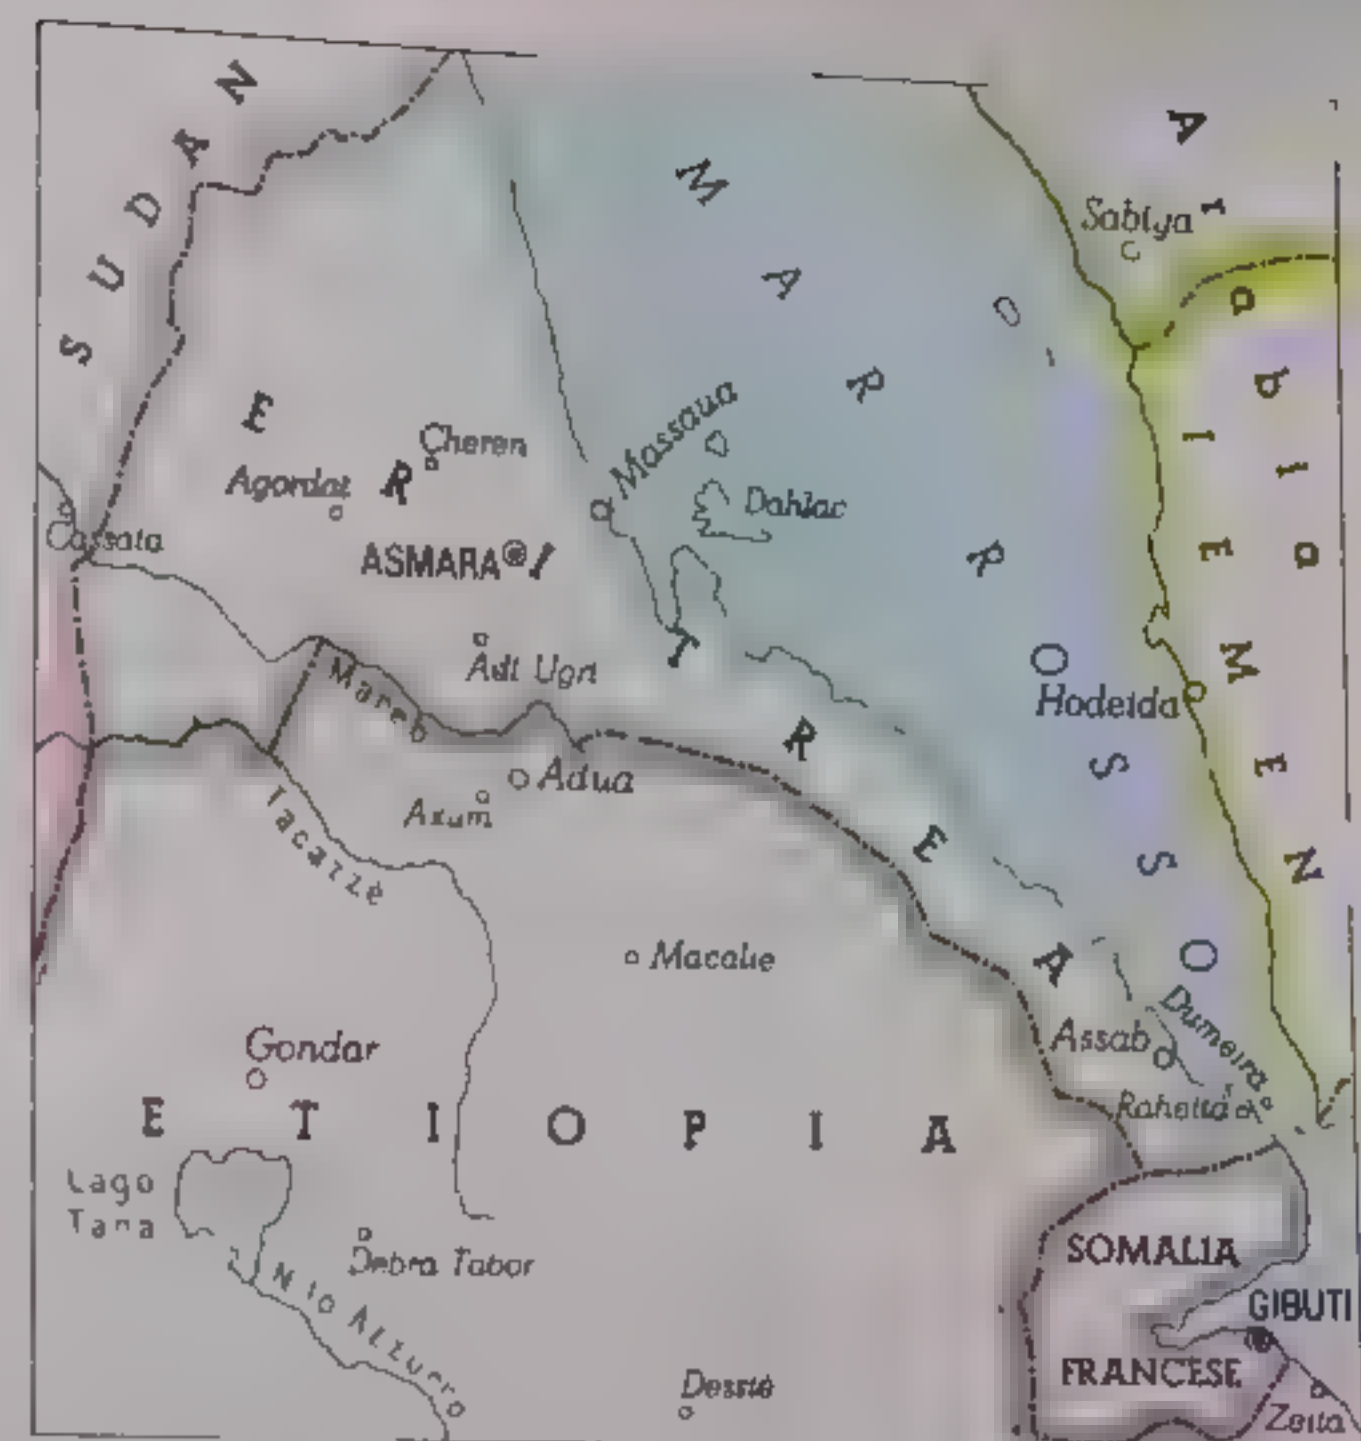 SUDAN
MAR ROSSO
Arabia
IEMEN
Sabiya
ERITREA
Cheren
Agordat
Massaua
Dahlac
Cassala
ASMARA
Adi Ugri
Mareb
Hodeida
Adua
Axum
Tacazzè
Macalle
Gondar
Assab
Dumeira
Raheita
ETIOPIA
Lago
Tana
Debra Tabor
Nilo Azzurro
SOMALIA
FRANCESE
GIBUTI
Dessiè
Zeila